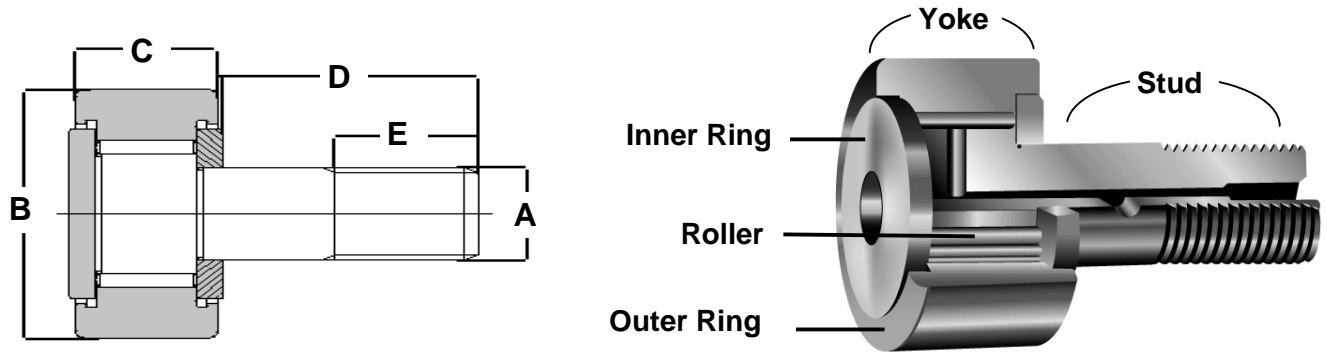 C
D
E
B
A
Yoke
Stud
Inner Ring
Roller
Outer Ring